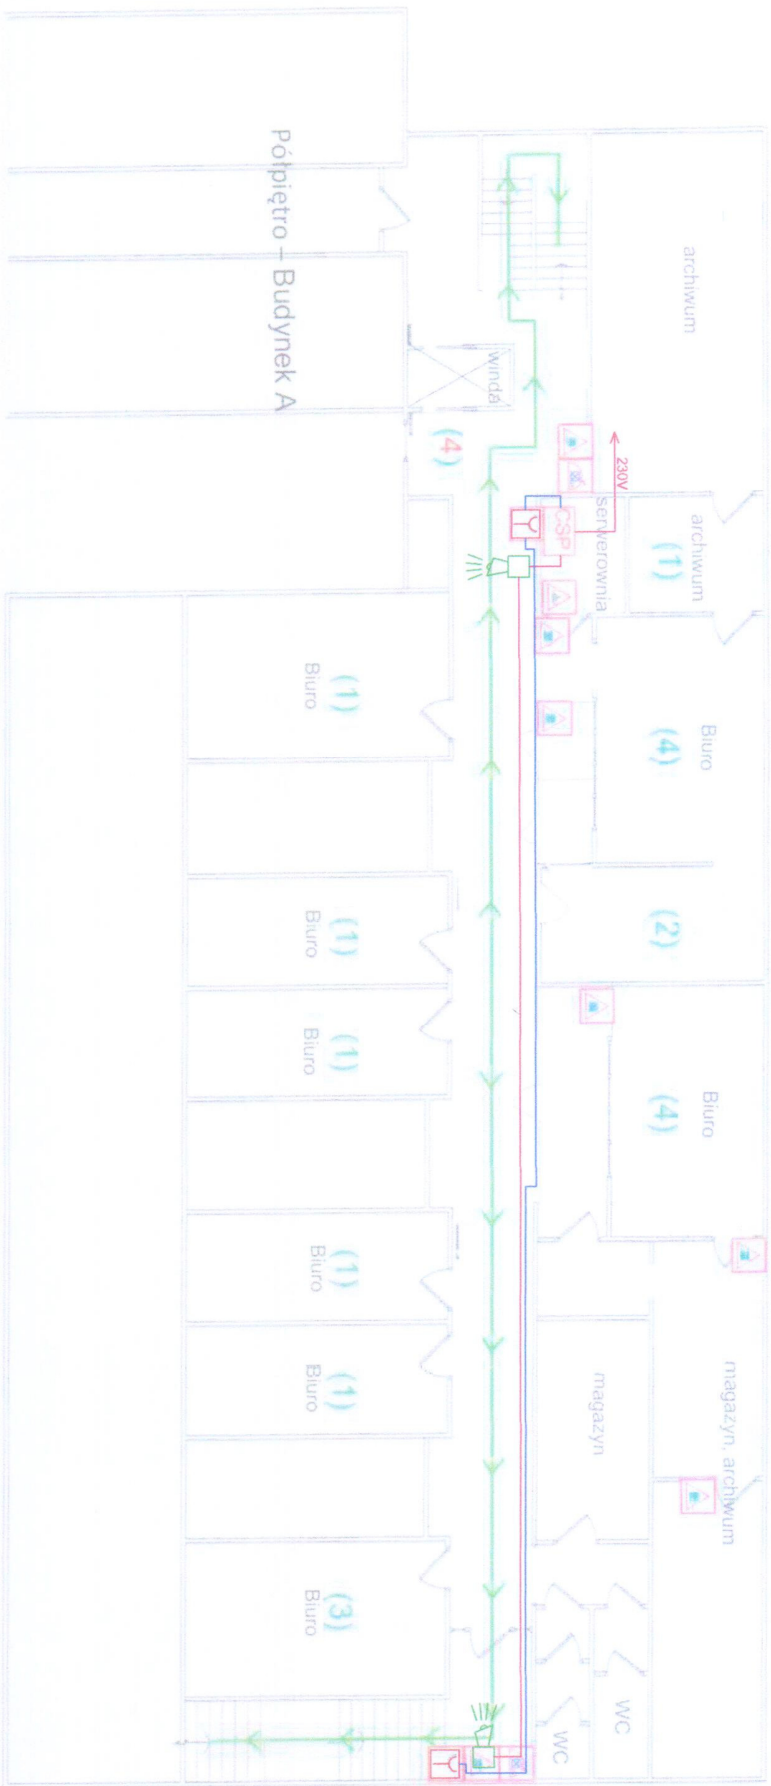 Półpiętro – Budynek A
archiwum
winda
(4)
230V
CSP
serwerownia
archiwum
(1)
Biuro
(4)
(1)
Biuro
(2)
(1)
Biuro
(1)
Biuro
Biuro
(4)
(1)
Biuro
(1)
Biuro
magazyn
magazyn, archiwum
(3)
Biuro
WC
WC